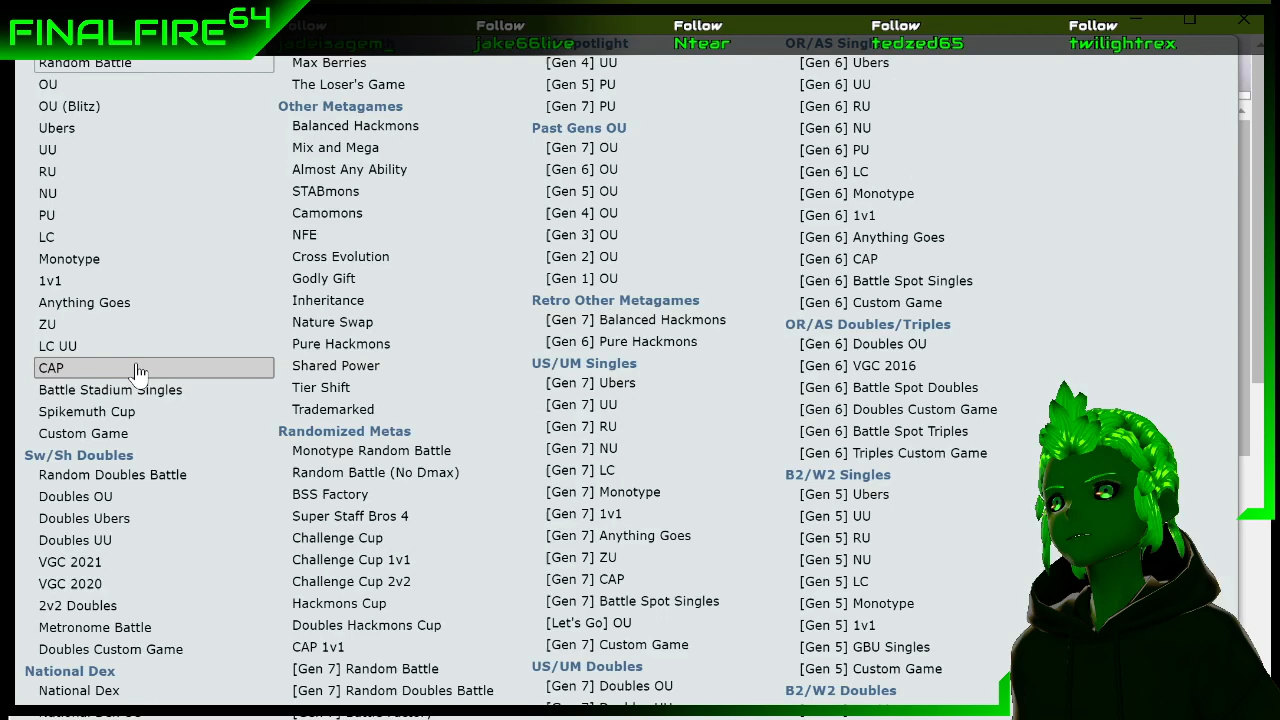 FINALFIRE64
Follow
Follow
jake66live
Follow
Ntear
Follow
tedzed65
Follow
twilightrex
Random Battle
OU
OU (Blitz)
Ubers
UU
RU
NU
PU
LC
Monotype
1v1
Anything Goes
ZU
LC UU
CAP
Battle Stadium Singles
Spikemuth Cup
Custom Game
Sw/Sh Doubles
Random Doubles Battle
Doubles OU
Doubles Ubers
Doubles UU
VGC 2021
VGC 2020
2v2 Doubles
Metronome Battle
Doubles Custom Game
National Dex
National Dex
Max Berries
The Loser's Game
Other Metagames
Balanced Hackmons
Mix and Mega
Almost Any Ability
STABmons
Camomons
NFE
Cross Evolution
Godly Gift
Inheritance
Nature Swap
Pure Hackmons
Shared Power
Tier Shift
Trademarked
Randomized Metas
Monotype Random Battle
Random Battle (No Dmax)
BSS Factory
Super Staff Bros 4
Challenge Cup
Challenge Cup 1v1
Challenge Cup 2v2
Hackmons Cup
Doubles Hackmons Cup
CAP 1v1
[Gen 7] Random Battle
[Gen 7] Random Doubles Battle
[Gen 4] UU
[Gen 5] PU
[Gen 7] PU
Past Gens OU
[Gen 7] OU
[Gen 6] OU
[Gen 5] OU
[Gen 4] OU
[Gen 3] OU
[Gen 2] OU
[Gen 1] OU
Retro Other Metagames
[Gen 7] Balanced Hackmons
[Gen 6] Pure Hackmons
US/UM Singles
[Gen 7] Ubers
[Gen 7] UU
[Gen 7] RU
[Gen 7] NU
[Gen 7] LC
[Gen 7] Monotype
[Gen 7] 1v1
[Gen 7] Anything Goes
[Gen 7] ZU
[Gen 7] CAP
[Gen 7] Battle Spot Singles
[Let's Go] OU
[Gen 7] Custom Game
US/UM Doubles
[Gen 7] Doubles OU
OR/AS Sing
[Gen 6] Ubers
[Gen 6] UU
[Gen 6] RU
[Gen 6] NU
[Gen 6] PU
[Gen 6] LC
[Gen 6] Monotype
[Gen 6] 1v1
[Gen 6] Anything Goes
[Gen 6] CAP
[Gen 6] Battle Spot Singles
[Gen 6] Custom Game
OR/AS Doubles/Triples
[Gen 6] Doubles OU
[Gen 6] VGC 2016
[Gen 6] Battle Spot Doubles
[Gen 6] Doubles Custom Game
[Gen 6] Battle Spot Triples
[Gen 6] Triples Custom Game
B2/W2 Singles
[Gen 5] Ubers
[Gen 5] UU
[Gen 5] RU
[Gen 5] NU
[Gen 5] LC
[Gen 5] Monotype
[Gen 5] 1v1
[Gen 5] GBU Singles
[Gen 5] Custom Game
B2/W2 Doubles